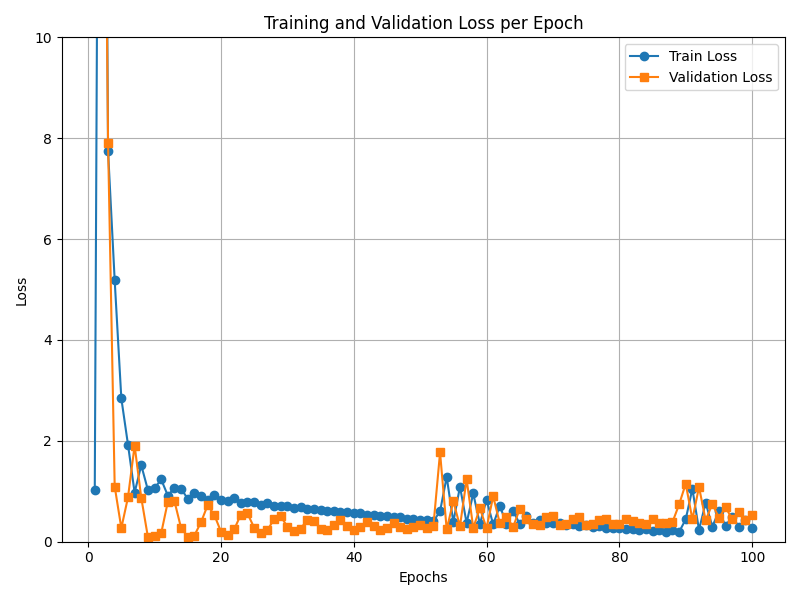 Training and Validation Loss per Epoch
Train Loss
Validation Loss
Loss
10
8
6
4
2
0
0 20 40 60 80 100
Epochs